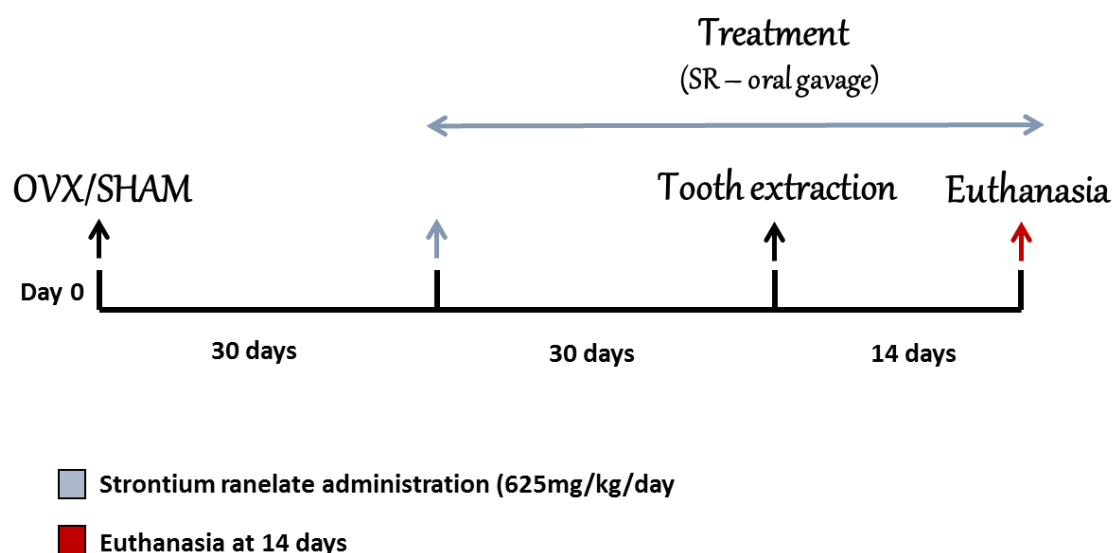 Treatment
(SR – oral gavage)
OVX/SHAM
Tooth extraction
Euthanasia
Day 0
30 days
30 days
14 days
Strontium ranelate administration (625mg/kg/day
Euthanasia at 14 days